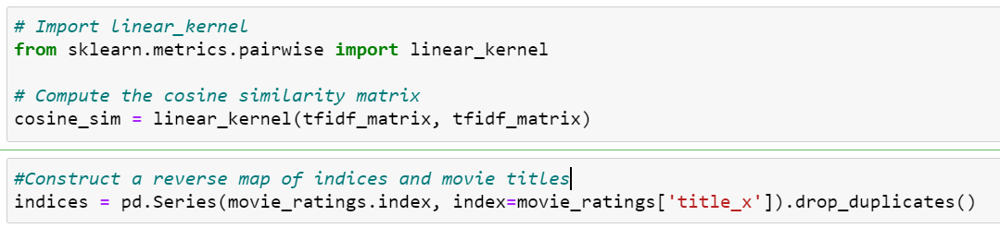 # Import linear_kernel
from sklearn.metrics.pairwise import linear_kernel
# Compute the cosine similarity matrix
cosine_sim = linear_kernel(tfidf_matrix, tfidf_matrix)
#Construct a reverse map of indices and movie titles
indices = pd.Series(movie_ratings.index, index=movie_ratings['title_x']).drop_duplicates()